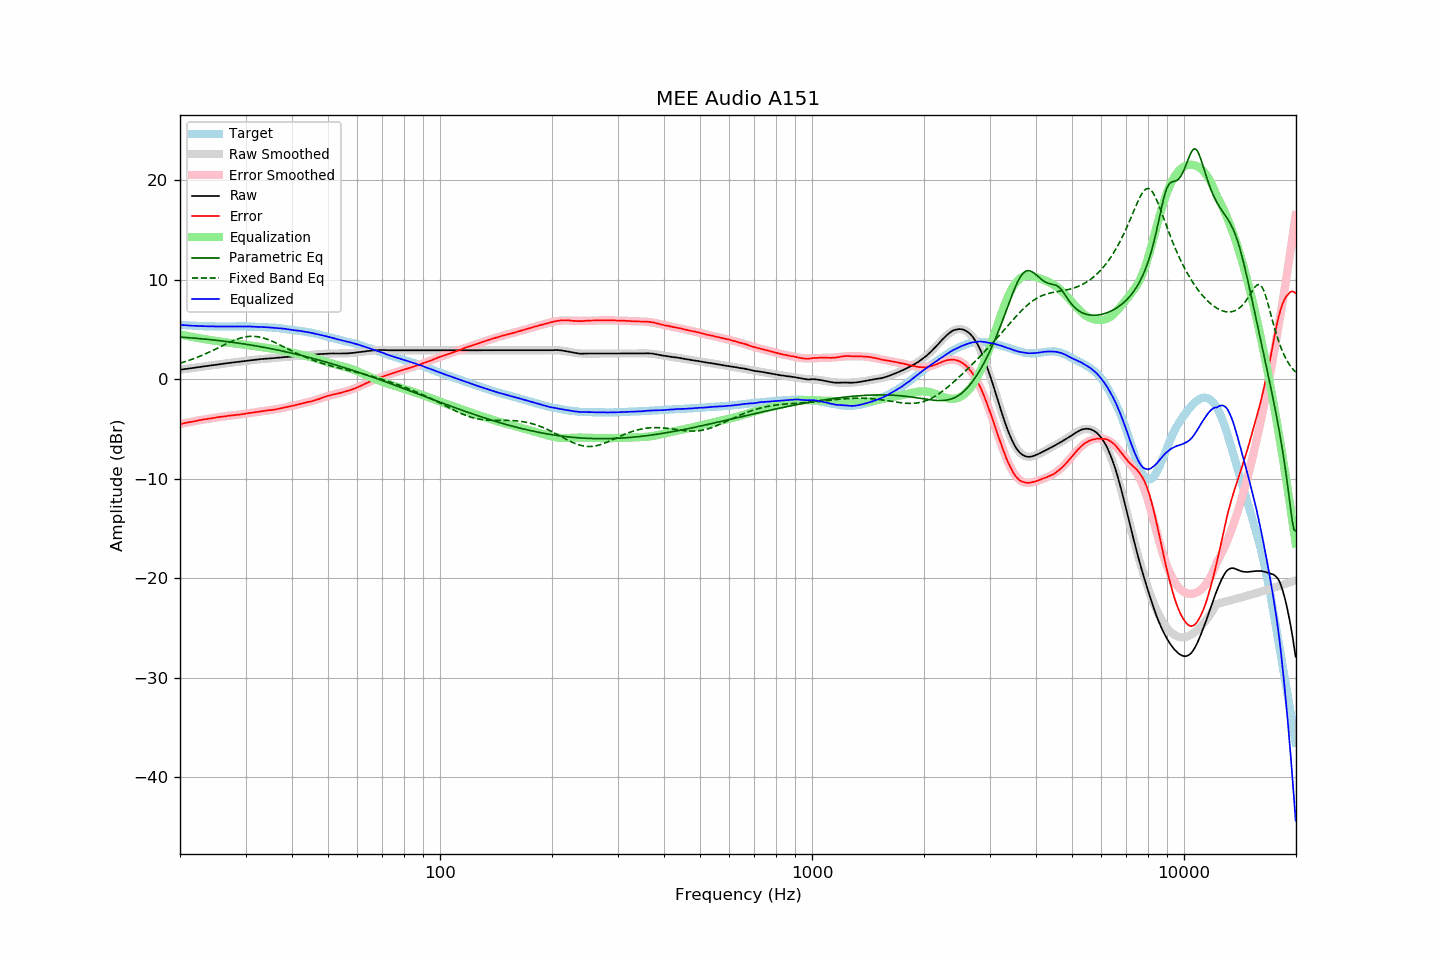 MEE Audio A151
Target
Raw Smoothed
Error Smoothed
Raw
Error
Equalization
Parametric Eq
Fixed Band Eq
Equalized
20
10
0
−10
−20
−30
−40
Amplitude (dBr)
100
1000
10000
Frequency (Hz)